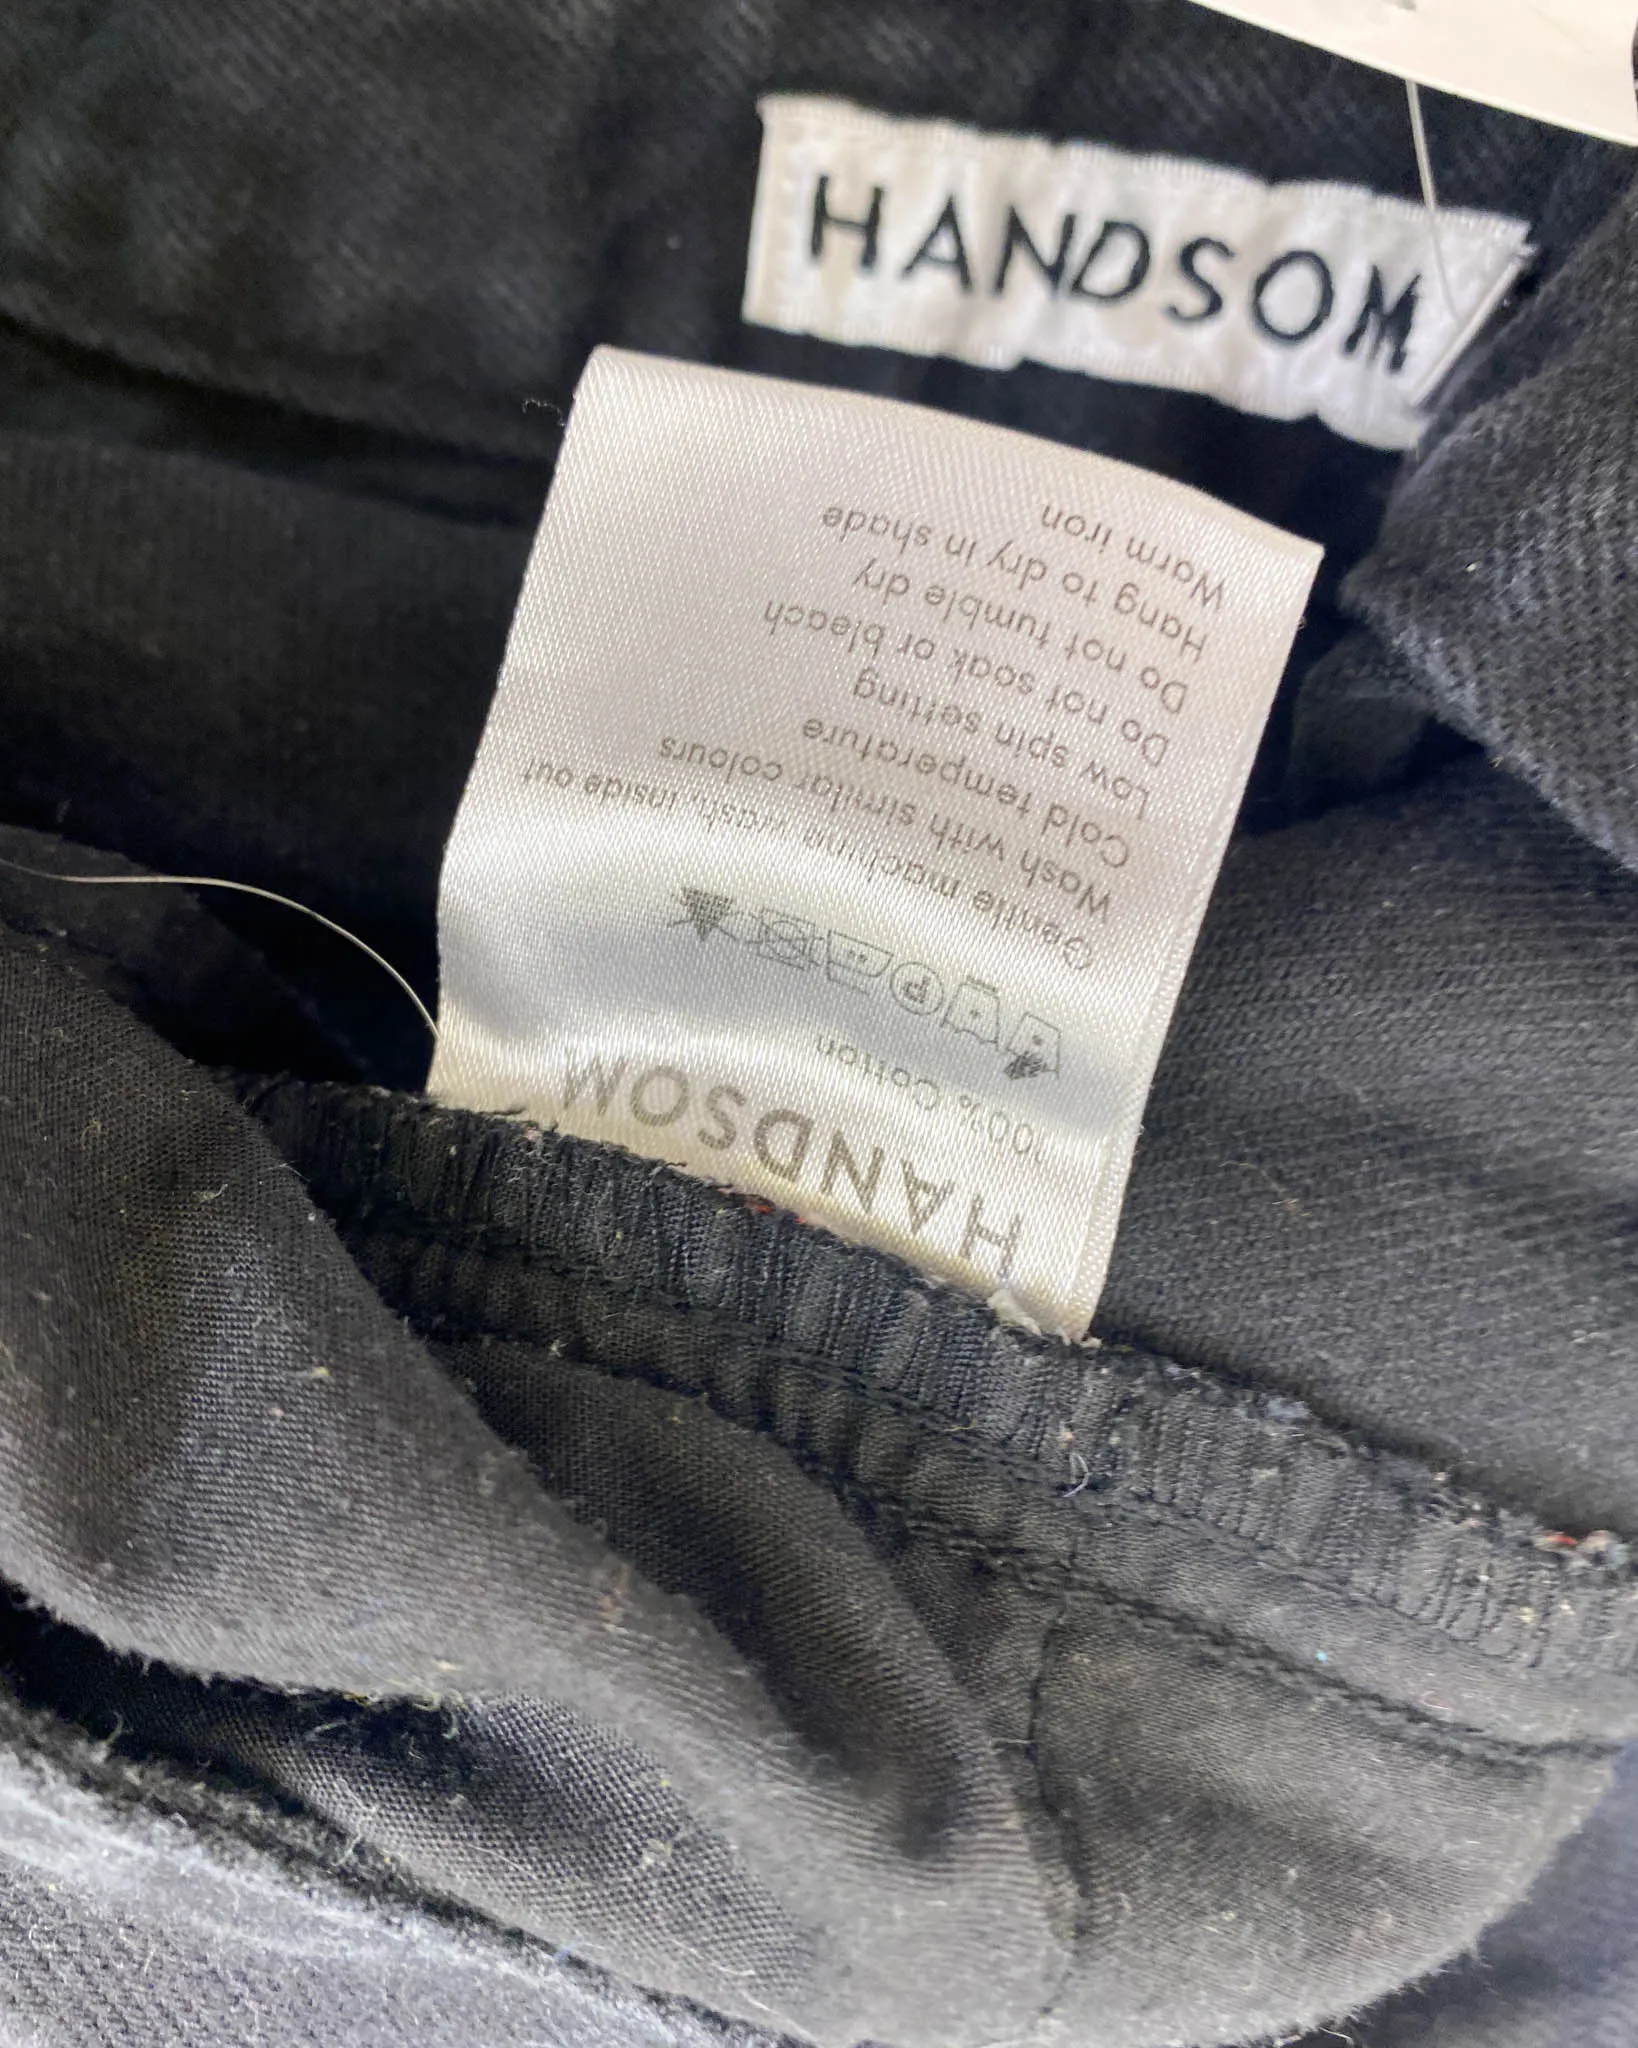 HANDSOM
HANDSOM
100% Cotton
P
Gentle machine wash, inside out
Wash with similar colours
Cold temperature
Low spin setting
Do not soak or bleach
Do not tumble dry
Hang to dry in shade
Warm iron